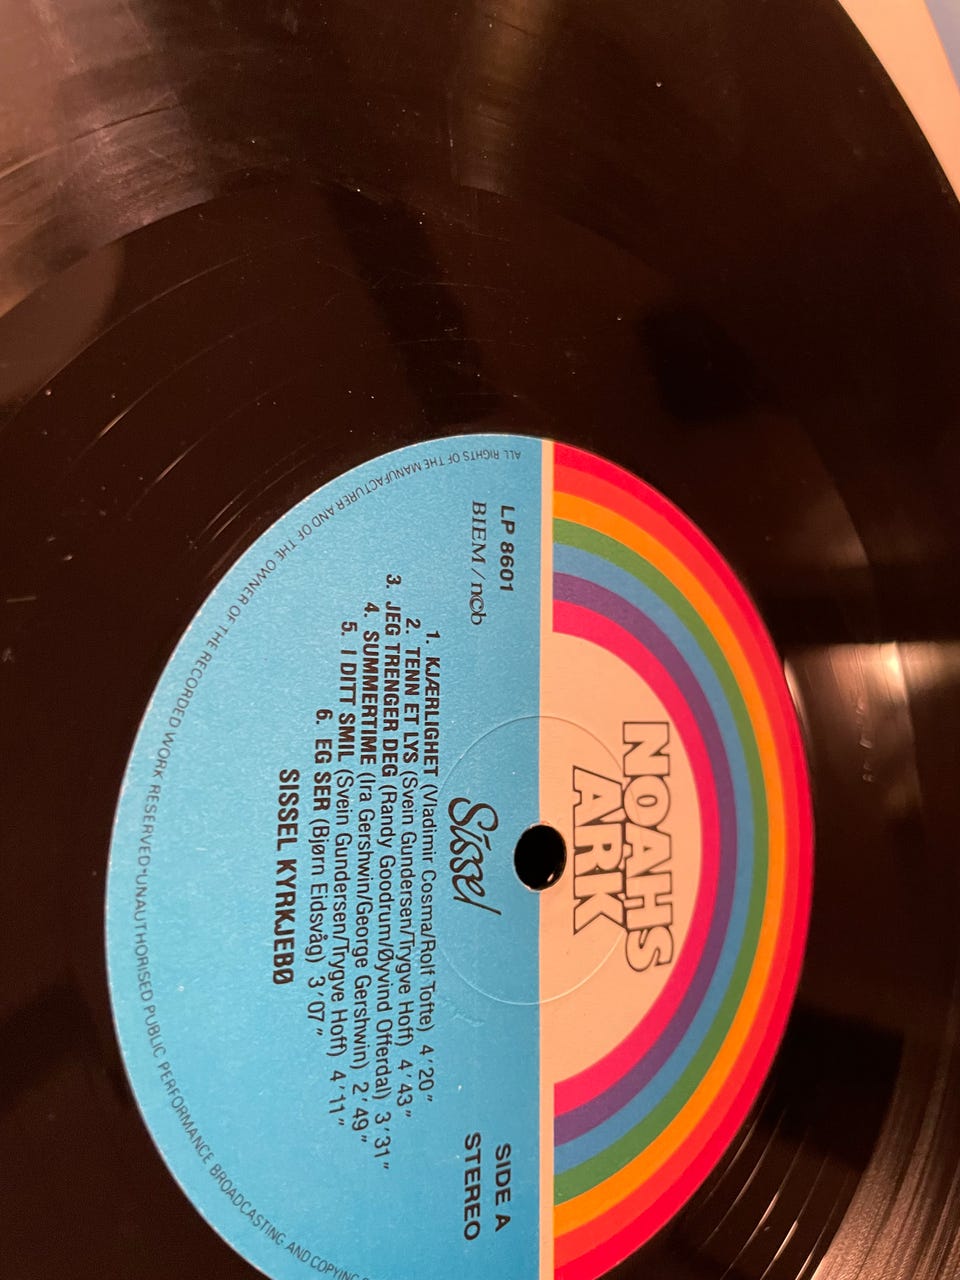 NOAHS
ARK
LP 8601
BIEM / ncb
SIDE A
STEREO
Sissel
1. KJÆRLIGHET (Vladimir Cosma/Rolf Tofte) 4'20"
2. TENN ET LYS (Svein Gundersen/Trygve Hoff) 4'43"
3. JEG TRENGER DEG (Randy Goodrum/Øyvind Offerdal) 3'31"
4. SUMMERTIME (Ira Gershwin/George Gershwin) 2'49"
5. I DITT SMIL (Svein Gundersen/Trygve Hoff) 4'11"
6. EG SER (Bjørn Eidsvåg) 3'07"
SISSEL KYRKJEBØ
ALL RIGHTS OF THE MANUFACTURER AND OF THE OWNER OF THE RECORDED WORK RESERVED•UNAUTHORISED PUBLIC PERFORMANCE BROADCASTING AND COPYING